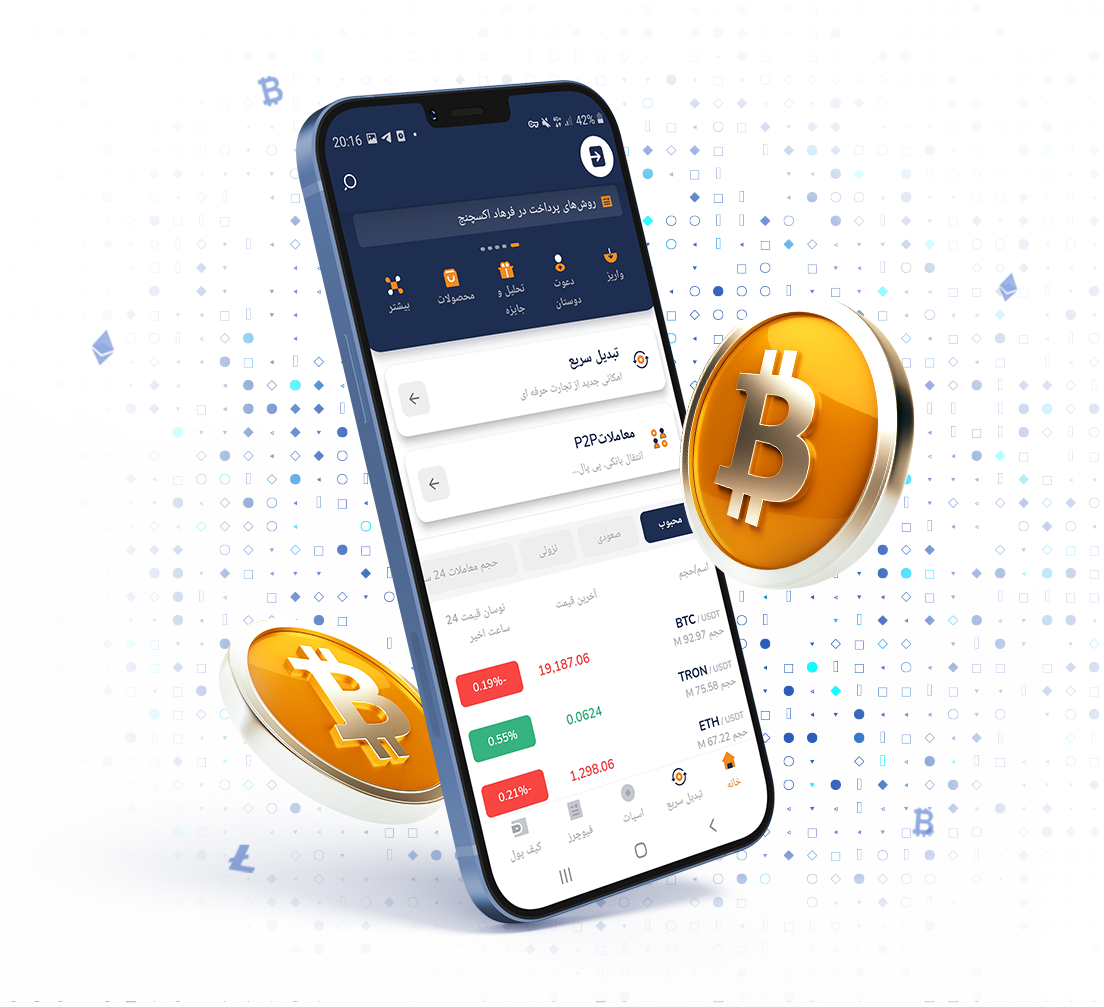 20:16
42%
روش‌های پرداخت در فرهاد اکسچنج
واریز
دعوت دوستان
تحلیل و جایزه
محصولات
بیشتر
تبدیل سریع
امکانی جدید از تجارت حرفه ای
معاملات P2P
انتقال بانکی، پی پال...
محبوب
صعودی
نزولی
حجم معاملات 24 سا
اسم/حجم
آخرین قیمت
نوسان قیمت 24
ساعت اخیر
BTC / USDT
حجم 92.97 M
19,187.06
0.19%-
TRON / USDT
حجم 75.58 M
0.0624
0.55%
ETH / USDT
حجم 67.22 M
1,298.06
0.21%-
خانه
تبدیل سریع
اسپات
فیوچرز
کیف پول